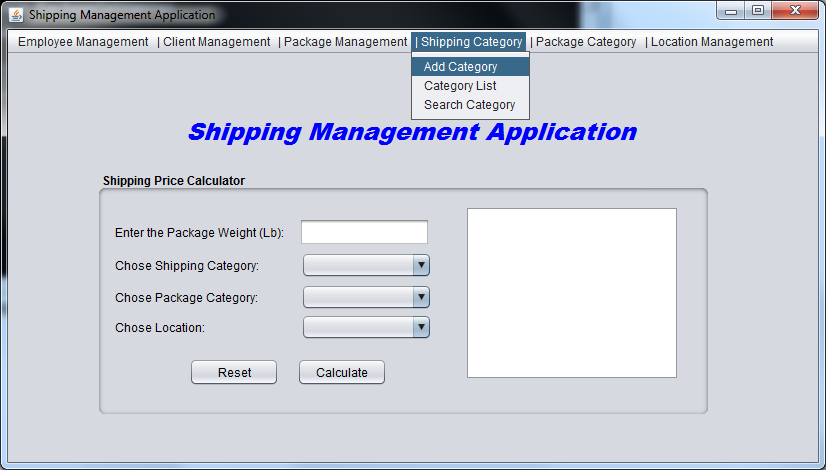 Shipping Management Application
Employee Management | Client Management | Package Management | Shipping Category | Package Category | Location Management
Add Category
Category List
Search Category
Shipping Management Application
Shipping Price Calculator
Enter the Package Weight (Lb):
Chose Shipping Category:
Chose Package Category:
Chose Location:
Reset Calculate